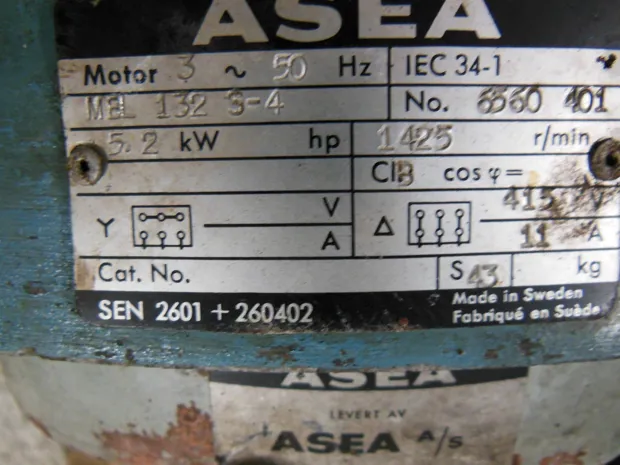 ASEA
Motor 3 ~ 50 Hz IEC 34-1
MBL 132 S-4 No. 6560 401
5.2 kW hp 1425 r/min
Cl B cos φ=
Y V Δ 415 V
A 11 A
Cat. No. S 43 kg
SEN 2601 + 260402 Made in Sweden
Fabriqué en Suède
ASEA
LEVERT AV
ASEA A/S